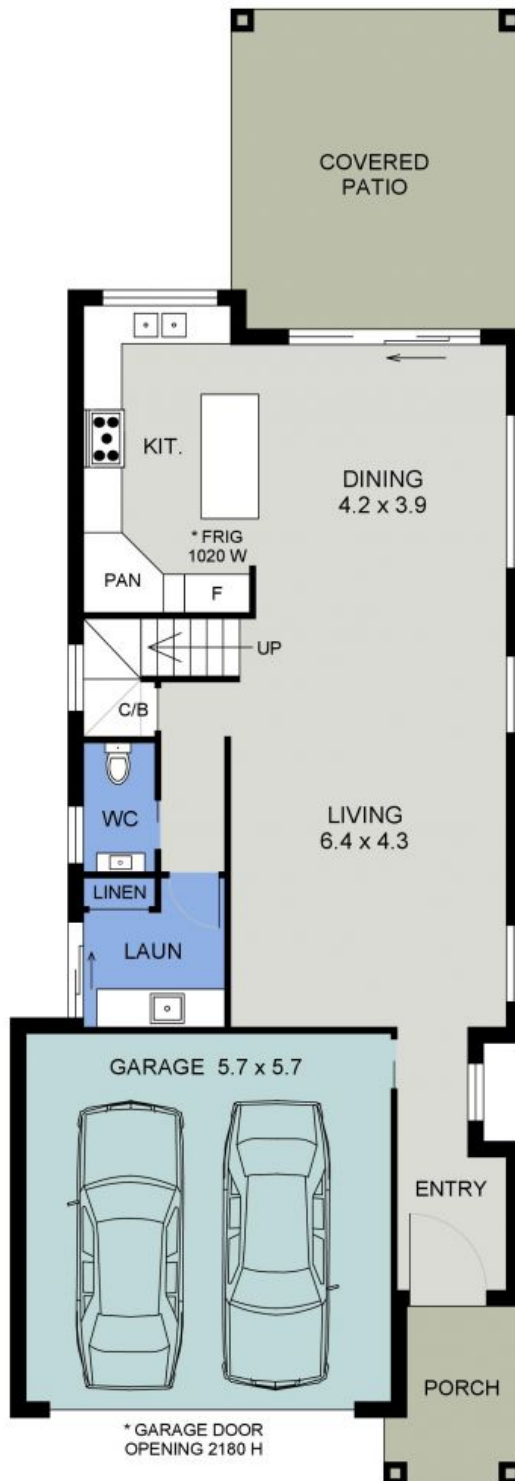 COVERED
PATIO
KIT.
DINING
4.2 x 3.9
* FRIG
1020 W
PAN
F
UP
C/B
WC
LIVING
6.4 x 4.3
LINEN
LAUN
GARAGE 5.7 x 5.7
ENTRY
PORCH
* GARAGE DOOR
OPENING 2180 H